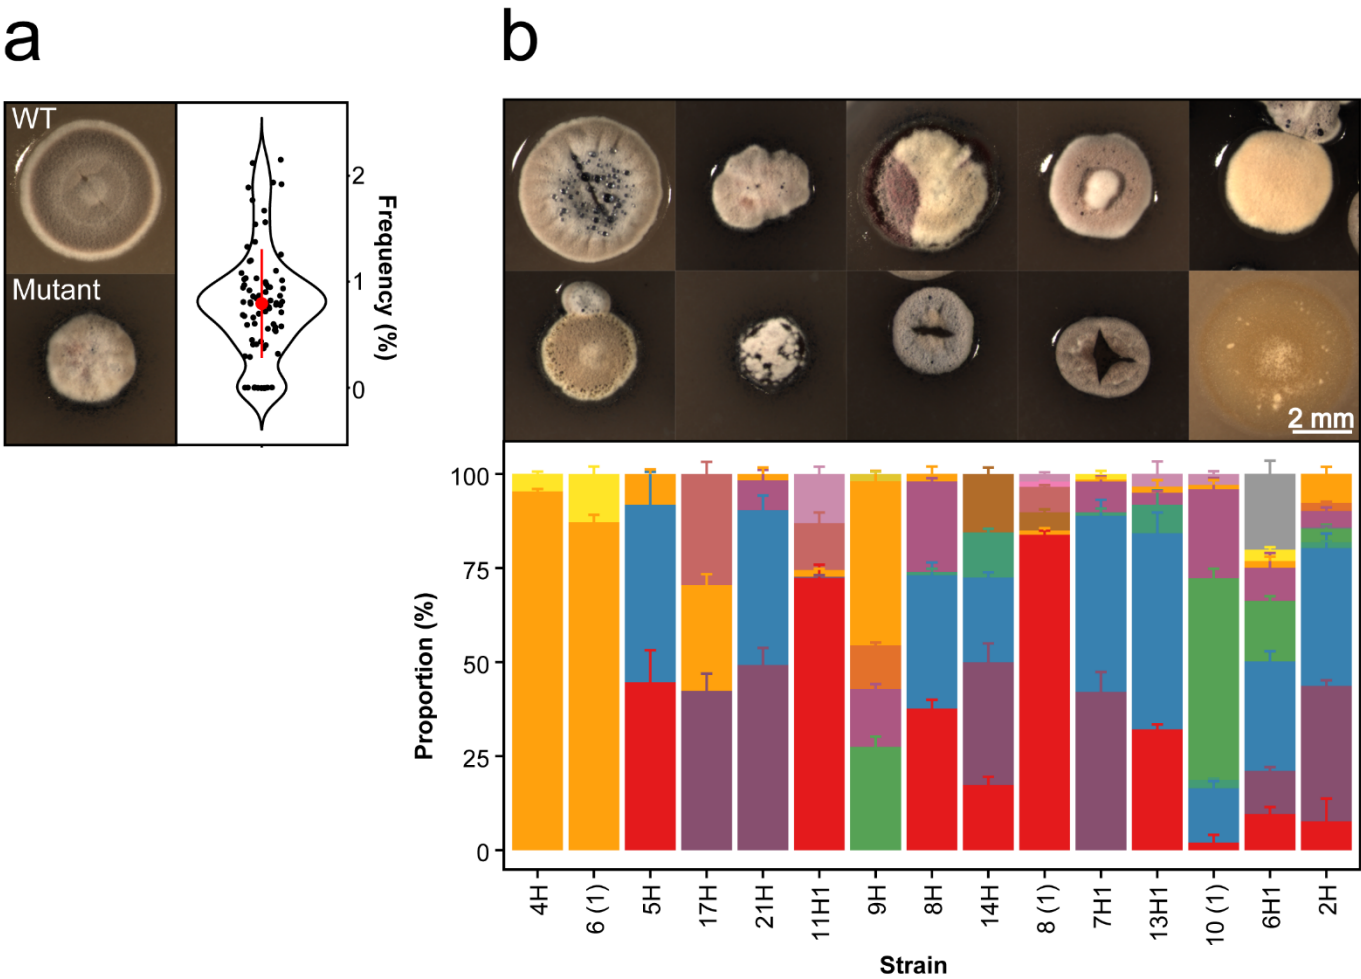 a
b
WT
Mutant
2
1
0
Frequency (%)
2 mm
100
75
50
25
0
Proportion (%)
4H
6 (1)
5H
17H
21H
11H1
9H
8H
14H
8 (1)
7H1
13H1
10 (1)
6H1
2H
Strain